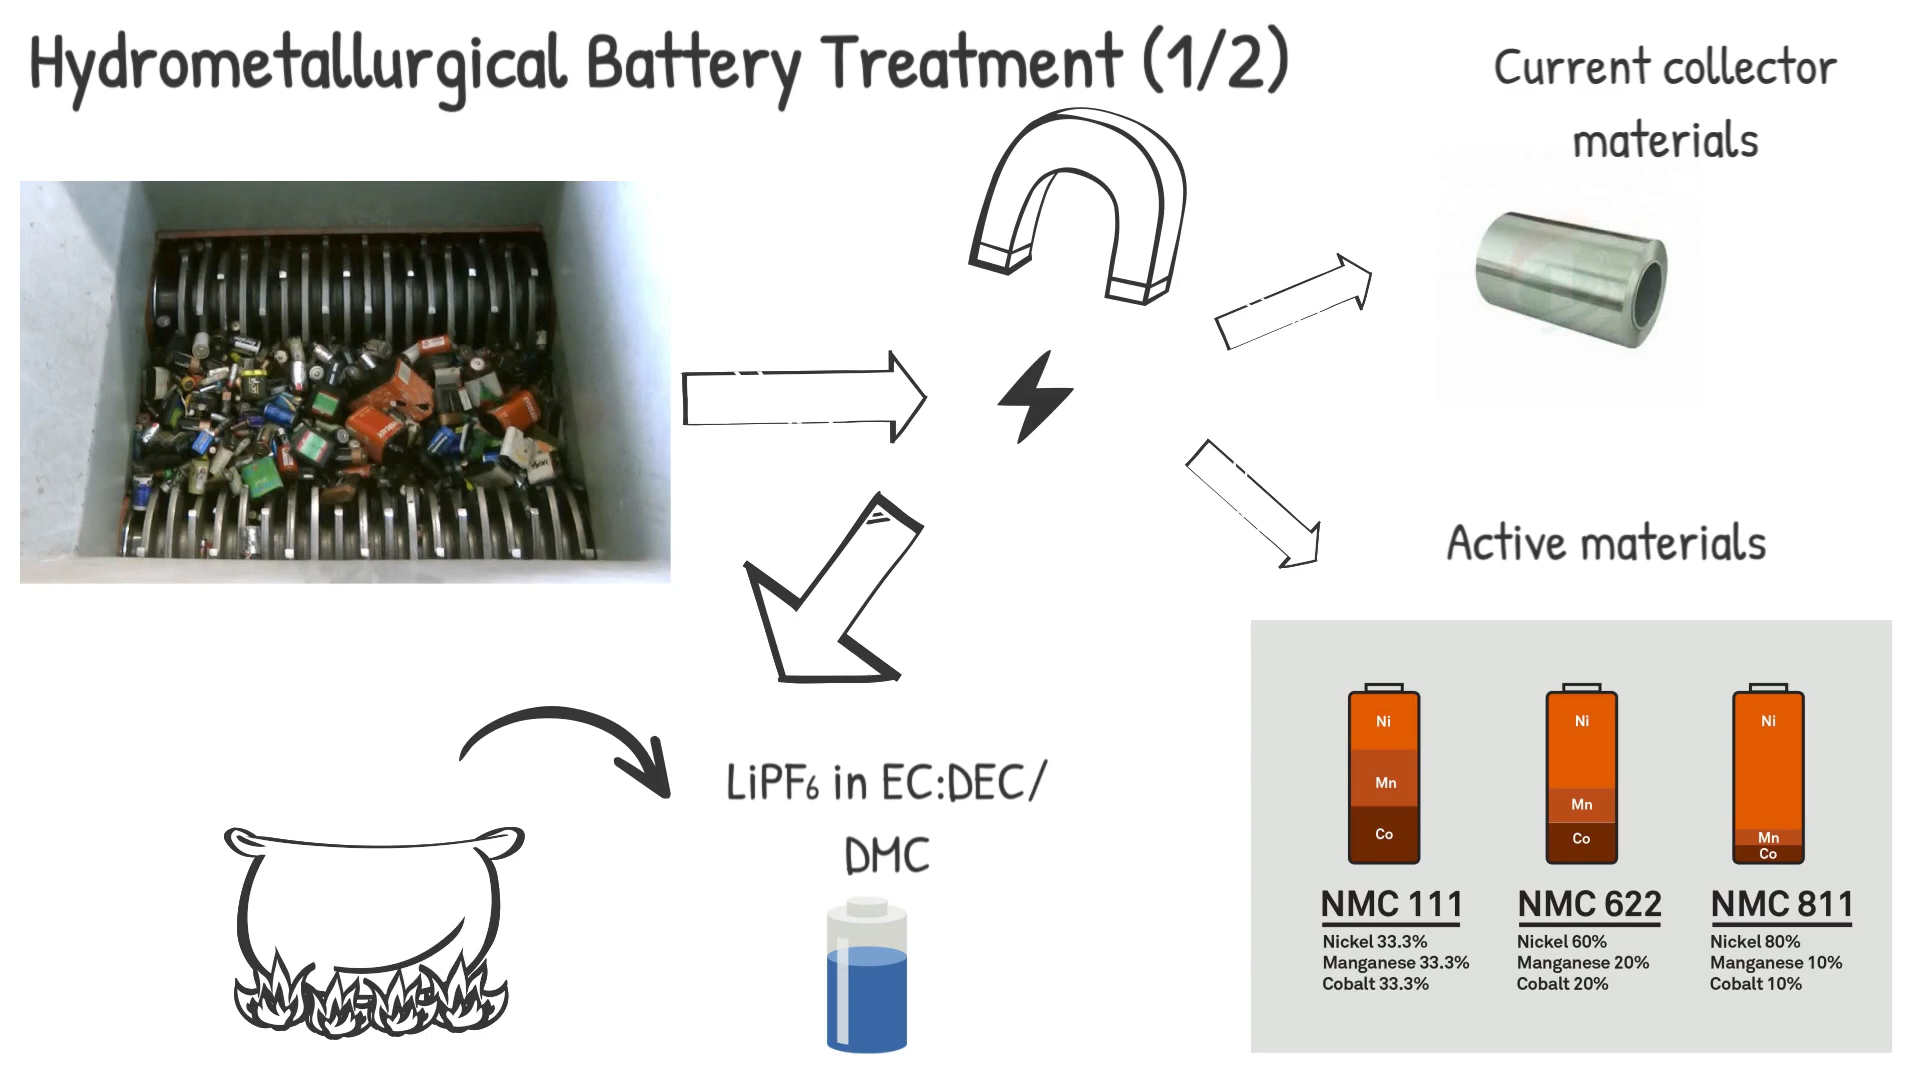 Hydrometallurgical Battery Treatment (1/2)
Current collector
materials
Active materials
LiPF₆ in EC:DEC/
DMC
Ni
Mn
Co
NMC 111
Nickel 33.3%
Manganese 33.3%
Cobalt 33.3%
Ni
Mn
Co
NMC 622
Nickel 60%
Manganese 20%
Cobalt 20%
Ni
Mn
Co
NMC 811
Nickel 80%
Manganese 10%
Cobalt 10%